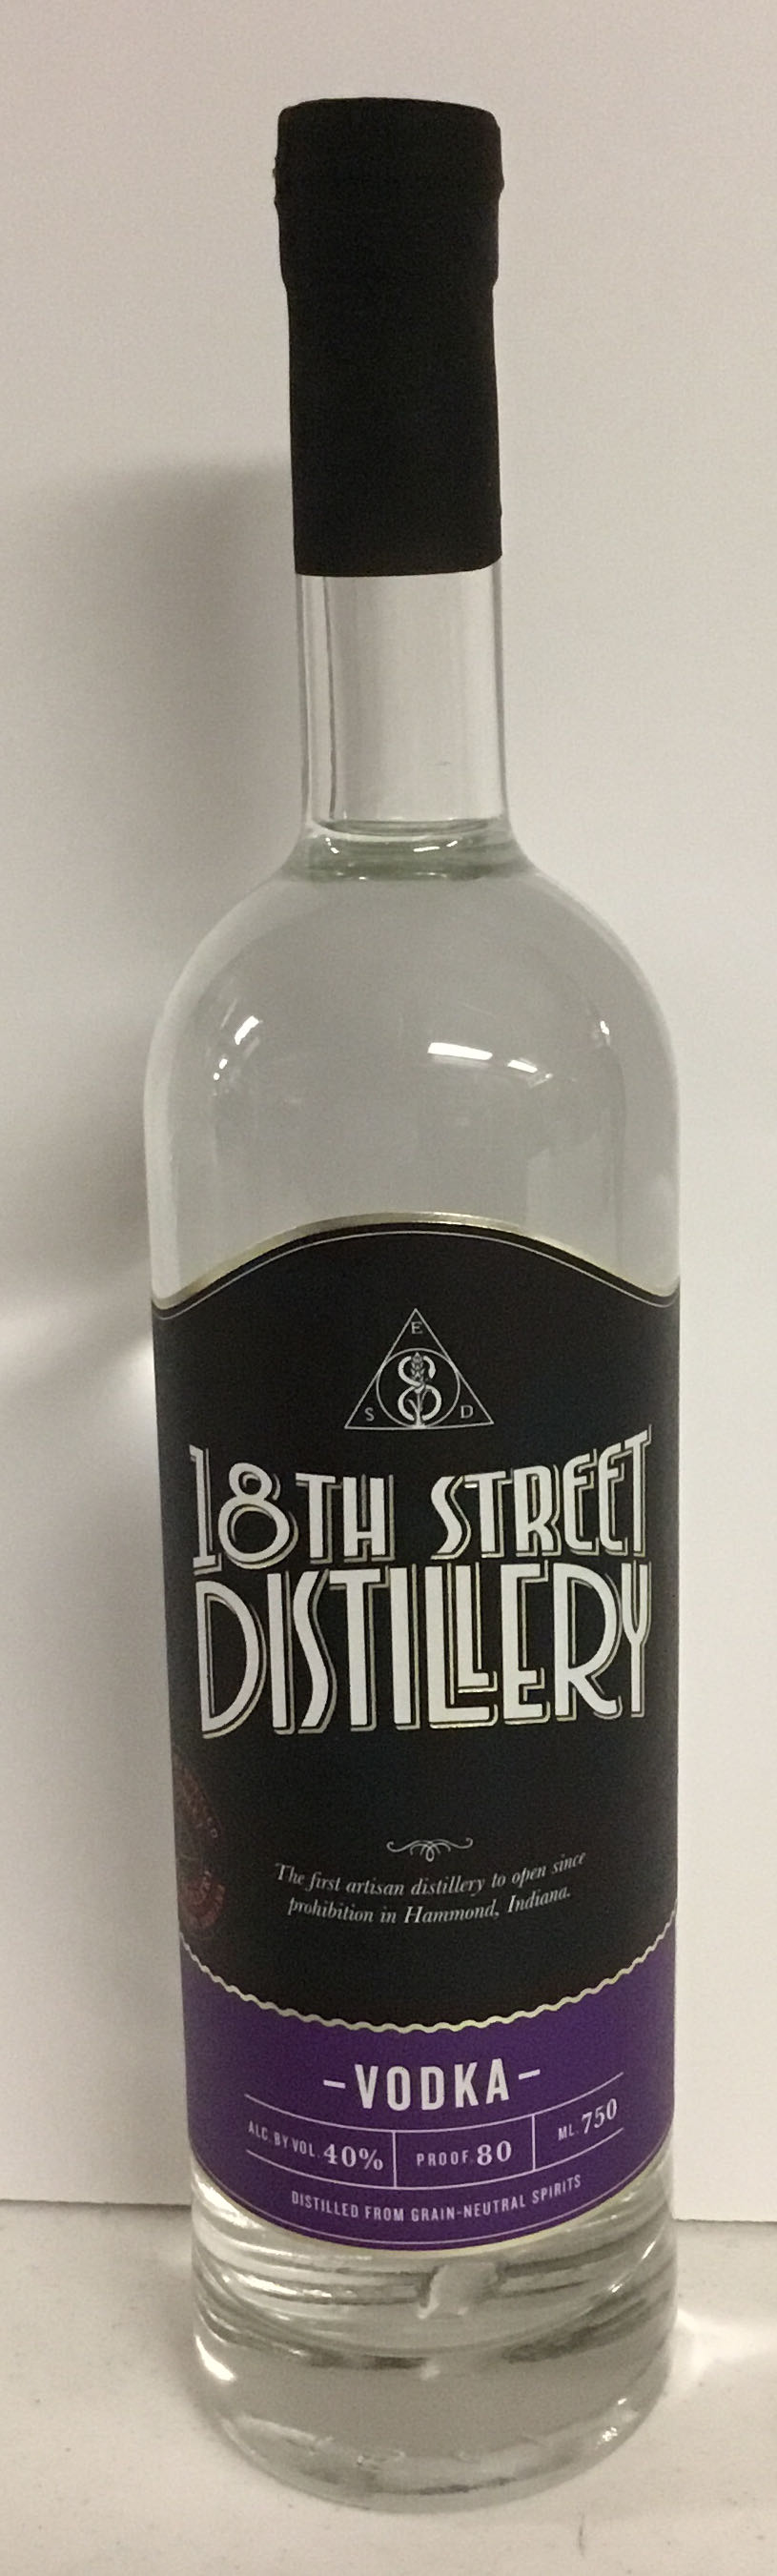 E
8
S D
18TH STREET
DISTILLERY
The first artisan distillery to open since
prohibition in Hammond, Indiana.
–VODKA–
ALC. BY VOL. 40% PROOF 80 ML. 750
DISTILLED FROM GRAIN-NEUTRAL SPIRITS